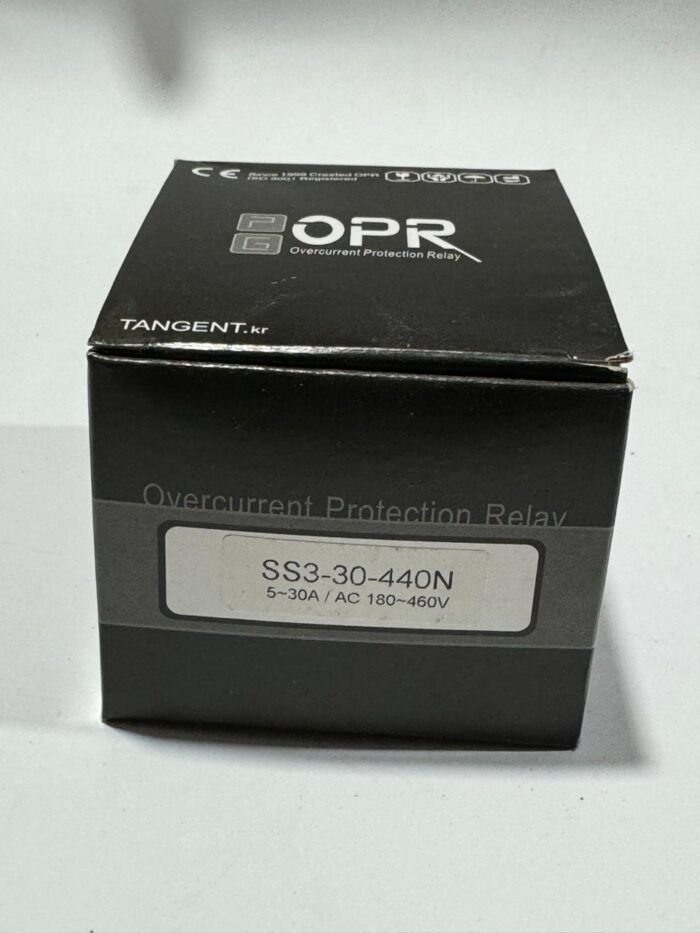 CE Since 1999 Created OPR
ISO 9001 Registered
PG OPR
Overcurrent Protection Relay
TANGENT.kr
Overcurrent Protection Relay
SS3-30-440N
5~30A / AC 180~460V